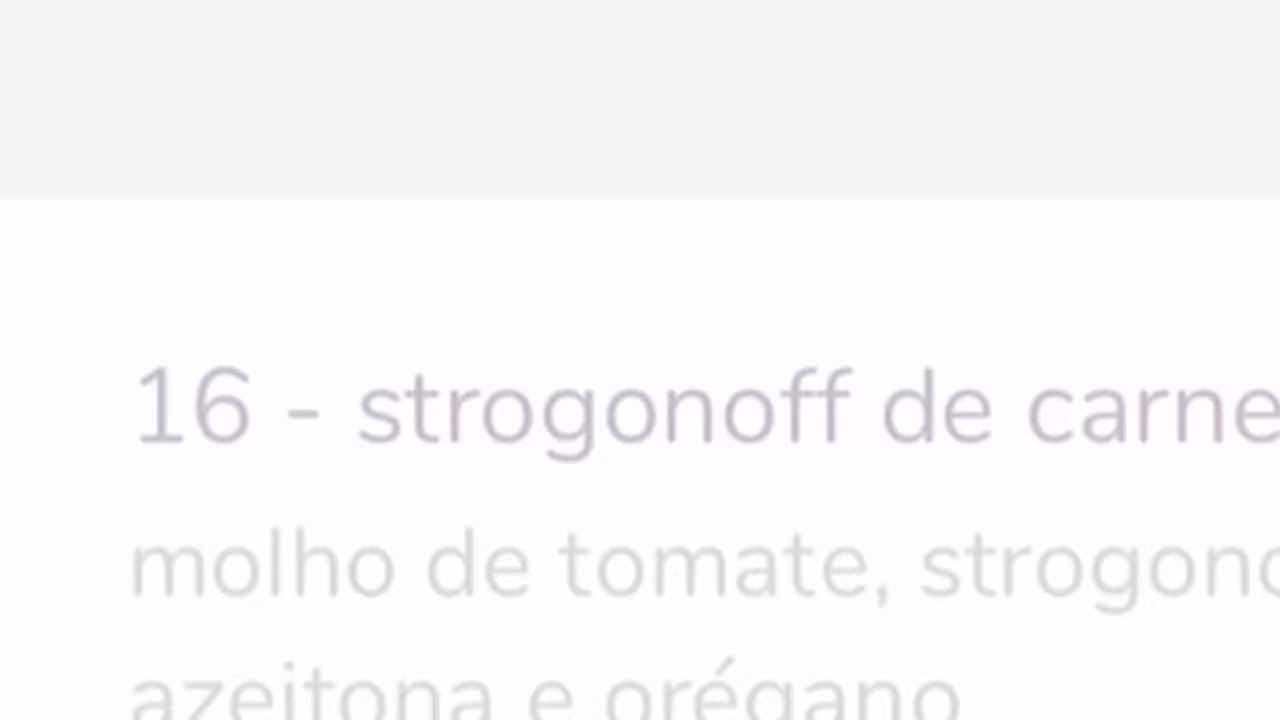 16 - strogonoff de carne
molho de tomate, strogono
azeitona e orégano